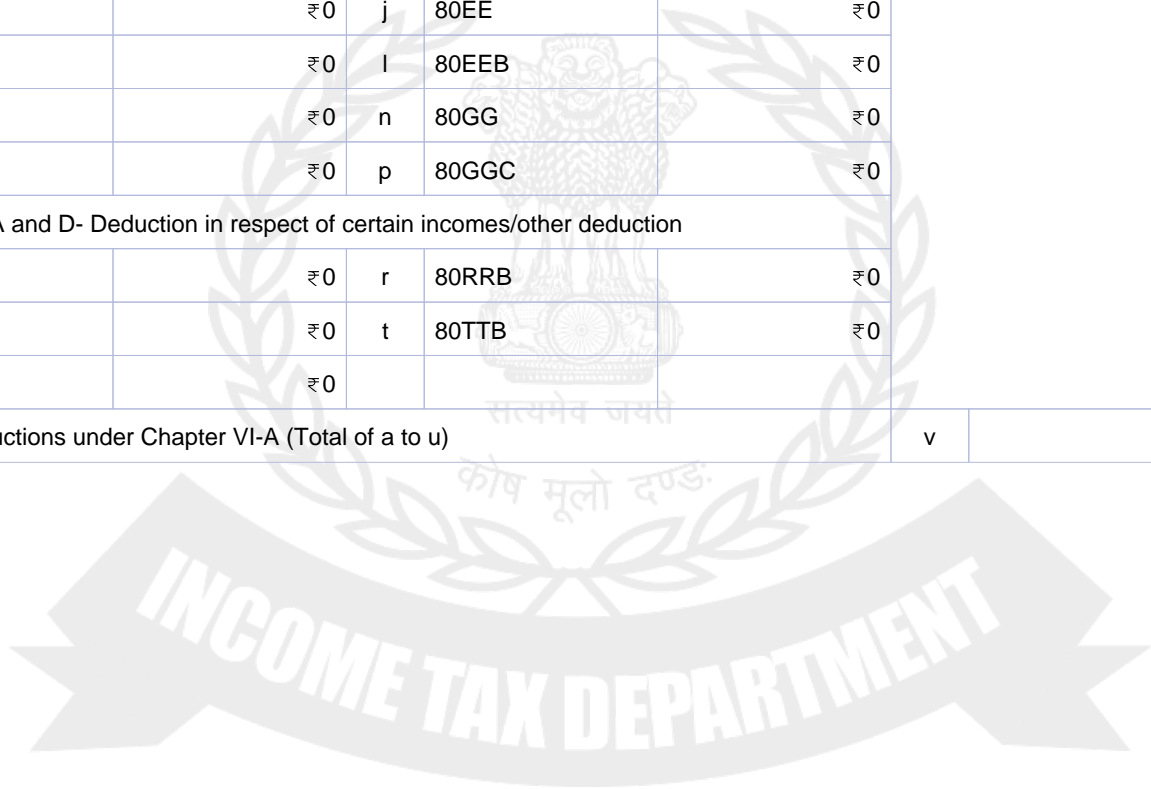 ₹0 j 80EE ₹0
₹0 l 80EEB ₹0
₹0 n 80GG ₹0
₹0 p 80GGC ₹0
A and D- Deduction in respect of certain incomes/other deduction
₹0 r 80RRB ₹0
₹0 t 80TTB ₹0
₹0
uctions under Chapter VI-A (Total of a to u) v
सत्यमेव जयते
कोष मूलो दण्डः
INCOME TAX DEPARTMENT